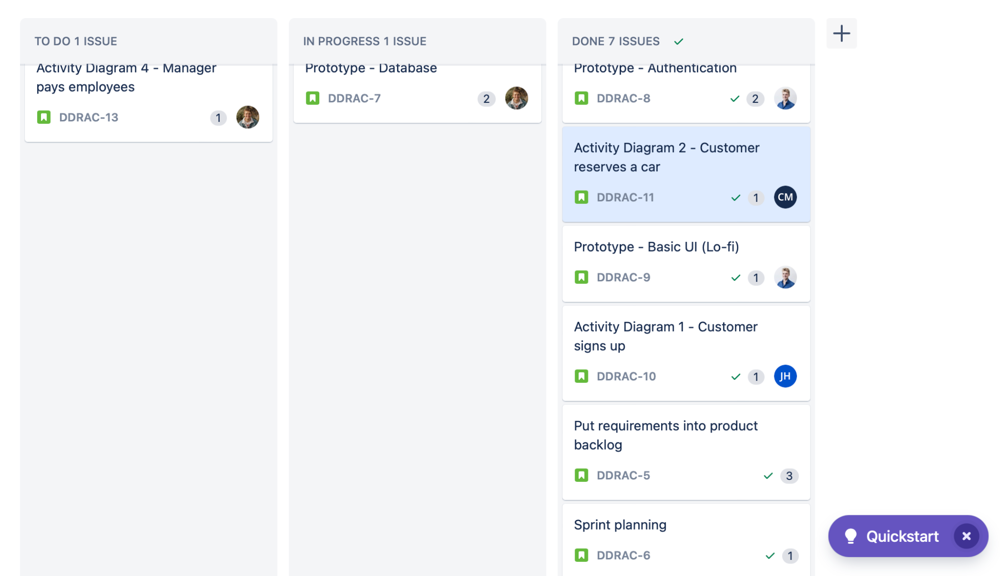 TO DO 1 ISSUE
Activity Diagram 4 - Manager
pays employees
DDRAC-13
1
IN PROGRESS 1 ISSUE
Prototype - Database
DDRAC-7
2
DONE 7 ISSUES
Prototype - Authentication
DDRAC-8
2
Activity Diagram 2 - Customer
reserves a car
DDRAC-11
1
CM
Prototype - Basic UI (Lo-fi)
DDRAC-9
1
Activity Diagram 1 - Customer
signs up
DDRAC-10
1
JH
Put requirements into product
backlog
DDRAC-5
3
Sprint planning
DDRAC-6
1
Quickstart